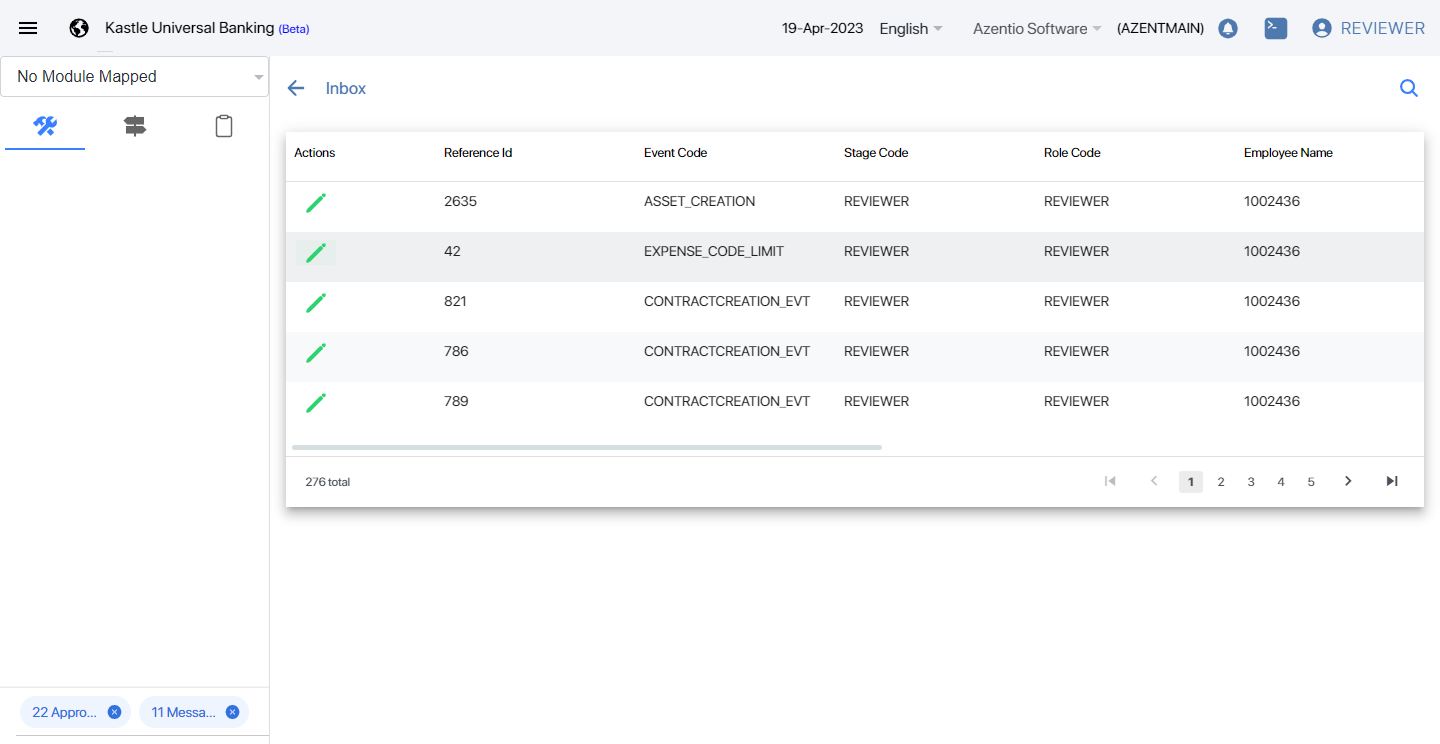 Kastle Universal Banking (Beta) 19-Apr-2023 English Azentio Software (AZENTMAIN) REVIEWER
No Module Mapped
Inbox
Actions Reference Id Event Code Stage Code Role Code Employee Name
2635 ASSET_CREATION REVIEWER REVIEWER 1002436
42 EXPENSE_CODE_LIMIT REVIEWER REVIEWER 1002436
821 CONTRACTCREATION_EVT REVIEWER REVIEWER 1002436
786 CONTRACTCREATION_EVT REVIEWER REVIEWER 1002436
789 CONTRACTCREATION_EVT REVIEWER REVIEWER 1002436
276 total 1 2 3 4 5
22 Appro... 11 Messa...